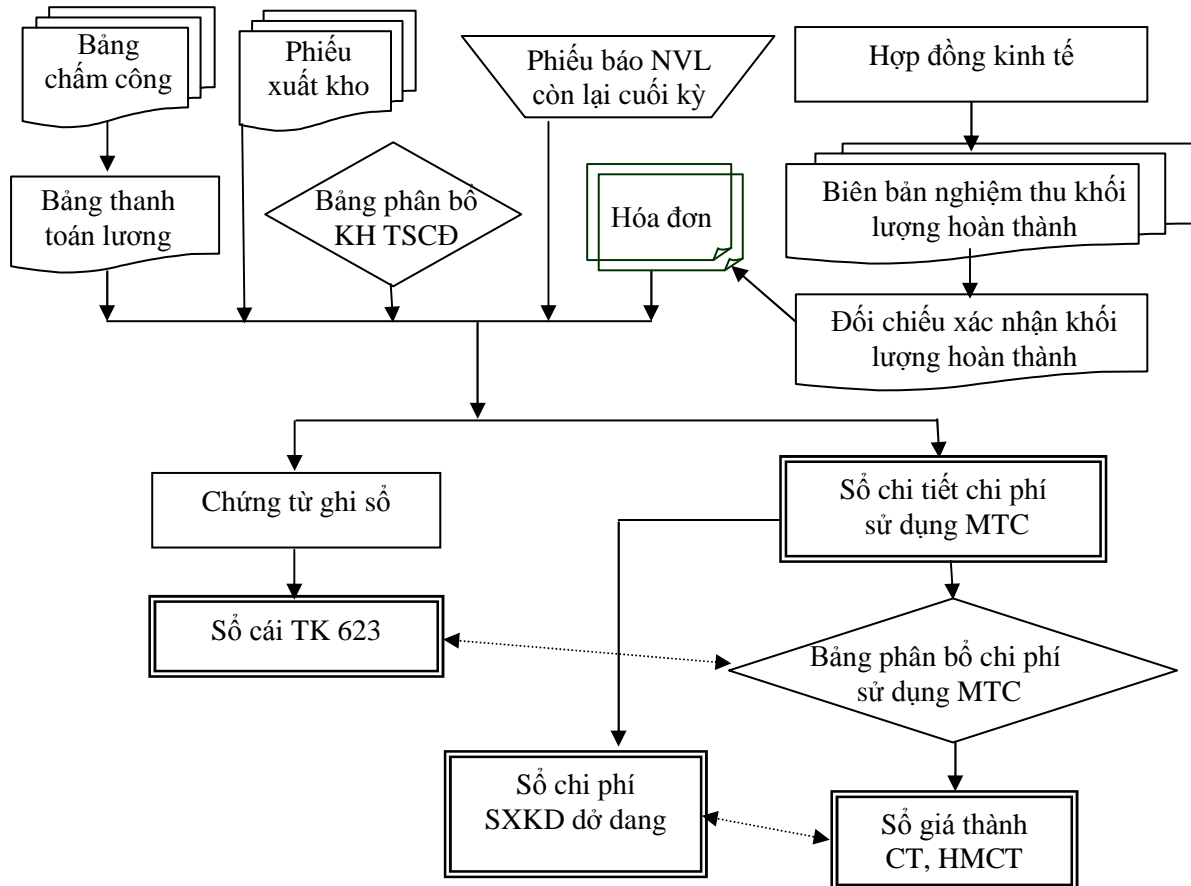 Bảng
chấm công
Phiếu
xuất kho
Phiếu báo NVL
còn lại cuối kỳ
Hợp đồng kinh tế
Bảng thanh
toán lương
Bảng phân bổ
KH TSCĐ
Hóa đơn
Biên bản nghiệm thu khối
lượng hoàn thành
Đối chiếu xác nhận khối
lượng hoàn thành
Chứng từ ghi sổ
Sổ chi tiết chi phí
sử dụng MTC
Sổ cái TK 623
Bảng phân bổ chi phí
sử dụng MTC
Sổ chi phí
SXKD dở dang
Sổ giá thành
CT, HMCT